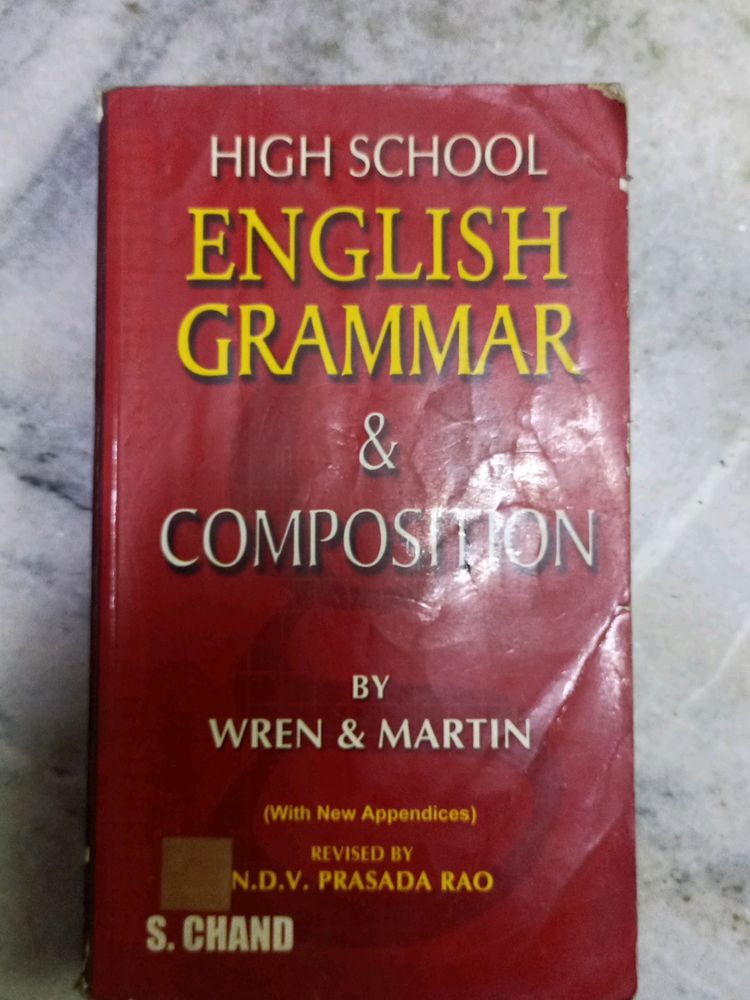 HIGH SCHOOL
ENGLISH
GRAMMAR
&
COMPOSITION
BY
WREN & MARTIN
(With New Appendices)
REVISED BY
N.D.V. PRASADA RAO
S. CHAND